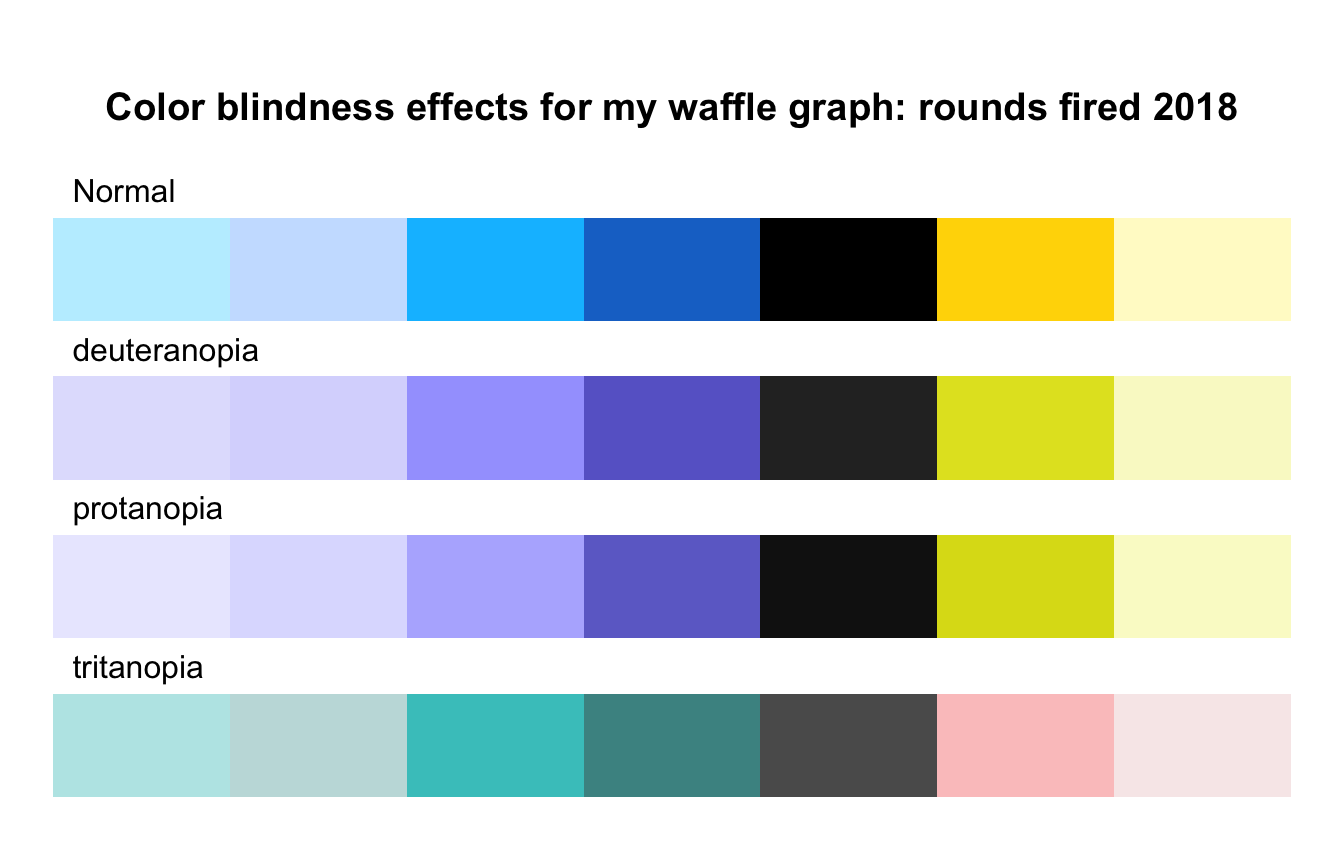 Color blindness effects for my waffle graph: rounds fired 2018
Normal
deuteranopia
protanopia
tritanopia